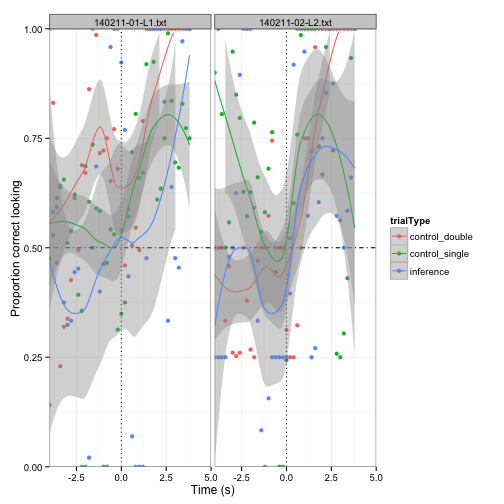 140211-01-L1.txt
140211-02-L2.txt
Proportion correct looking
1.00
0.75
0.50
0.25
0.00
-2.5
0.0
2.5
5.0
-2.5
0.0
2.5
5.0
Time (s)
trialType
control_double
control_single
inference